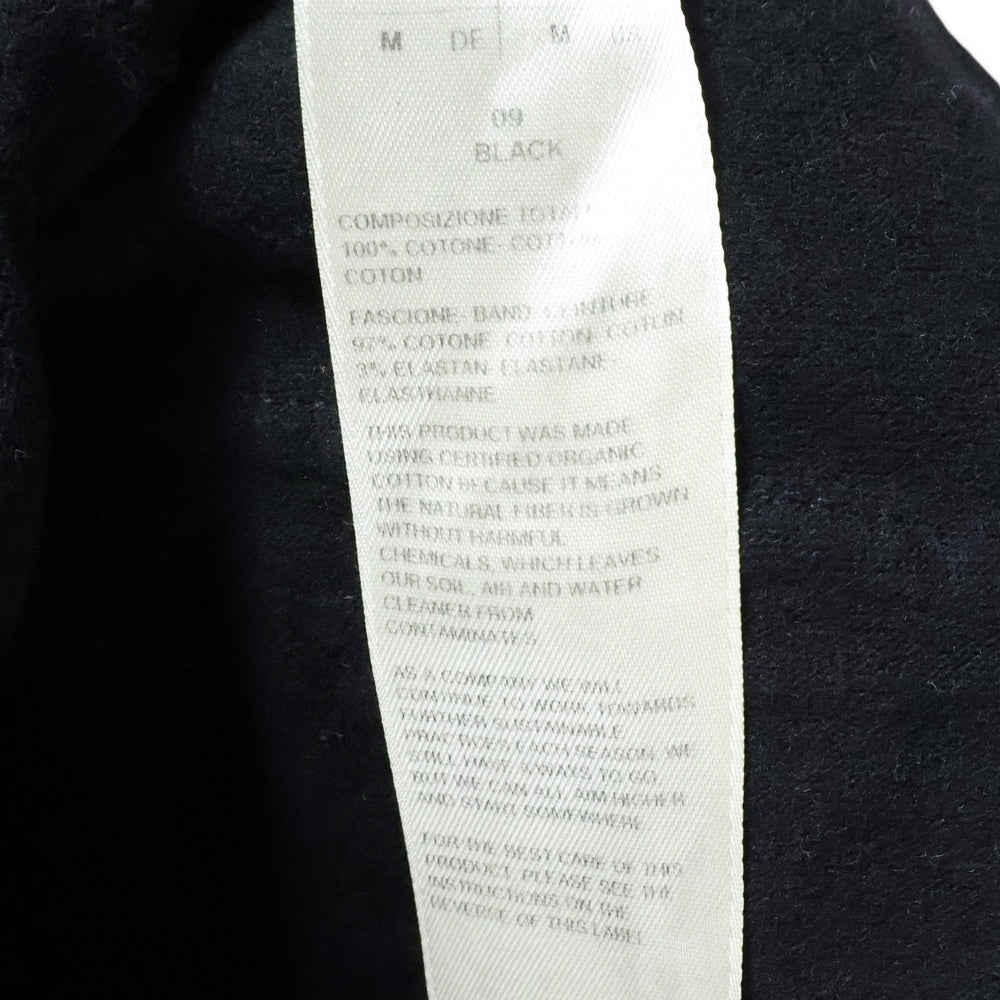 M DE M
09
BLACK
COMPOSIZIONE
100% COTONE- COTTON
COTON
FASCIONE- BAND- CEINTURE
97% COTONE- COTTON- COTON
3% ELASTAN- ELASTANE
ELASTHANNE
THIS PRODUCT WAS MADE
USING CERTIFIED ORGANIC
COTTON BECAUSE IT MEANS
THE NATURAL FIBER IS GROWN
WITHOUT HARMFUL
CHEMICALS, WHICH LEAVES
OUR SOIL, AIR AND WATER
CLEANER FROM
CONTAMINATES
AS A COMPANY WE WILL
CONTINUE TO WORK TOWARDS
FURTHER SUSTAINABLE
PRACTICES EACH SEASON. WE
STILL HAVE A WAYS TO GO
BUT WE CAN ALL AIM HIGHER
AND START SOMEWHERE
FOR THE BEST CARE OF THIS
PRODUCT, PLEASE SEE THE
INSTRUCTIONS ON THE
REVERSE OF THIS LABEL